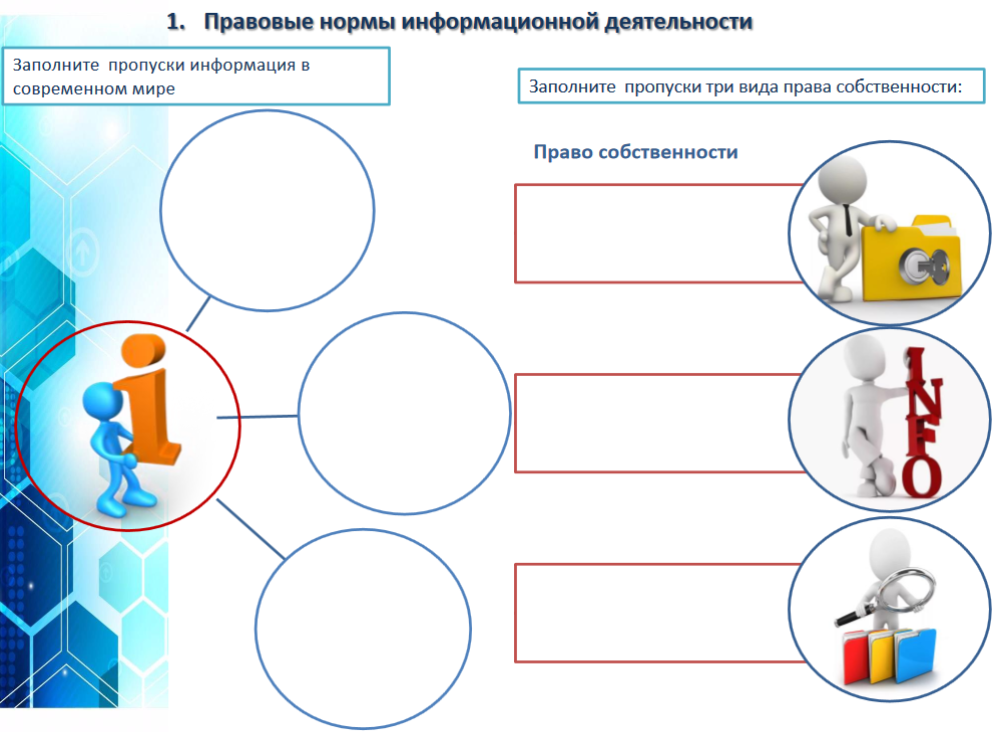 1. Правовые нормы информационной деятельности
Заполните пропуски информация в
современном мире
Заполните пропуски три вида права собственности:
Право собственности
i
INFO